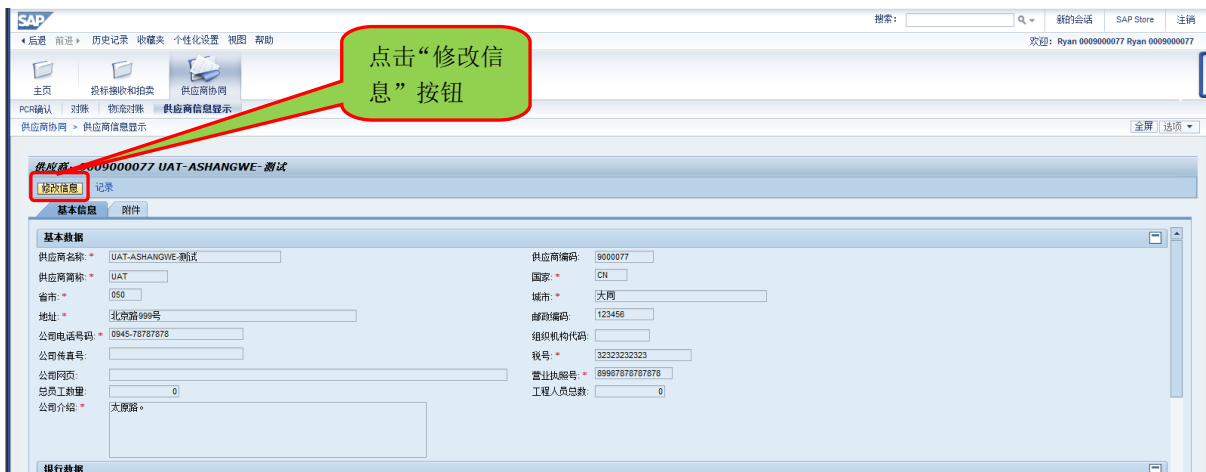 SAP 搜索: 新的会话 SAP Store 注销
后退 前进 历史记录 收藏夹 个性化设置 视图 帮助 欢迎: Ryan 0009000077 Ryan 0009000077
点击“修改信
息”按钮
主页 投标接收和拍卖 供应商协同
PCR确认 对账 物流对账 供应商信息显示
供应商协同 > 供应商信息显示 全屏 选项
供应商: 0009000077 UAT-ASHANGWE-测试
修改信息 记录
基本信息 附件
基本数据
供应商名称: * UAT-ASHANGWE-测试 供应商编码: 9000077
供应商简称: * UAT 国家: * CN
省市: * 050 城市: * 大同
地址: * 北京路999号 邮政编码: 123456
公司电话号码: * 0945-78787878 组织机构代码:
公司传真号: 税号: * 32323232323
公司网页: 营业执照号: * 89987878787878
总员工数量: 0 工程人员总数: 0
公司介绍: * 太原路。
银行数据